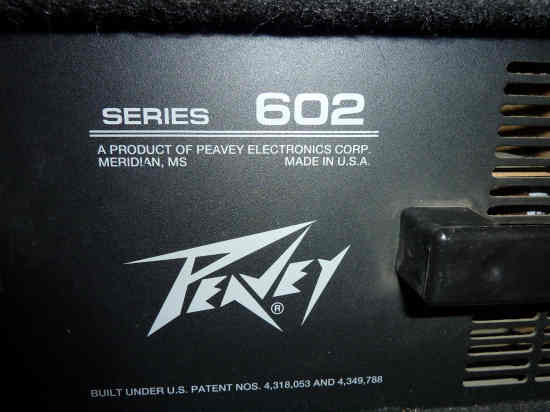 SERIES 602
A PRODUCT OF PEAVEY ELECTRONICS CORP.
MERIDIAN, MS MADE IN U.S.A.
PEAVEY ®
BUILT UNDER U.S. PATENT NOS. 4,318,053 AND 4,349,788